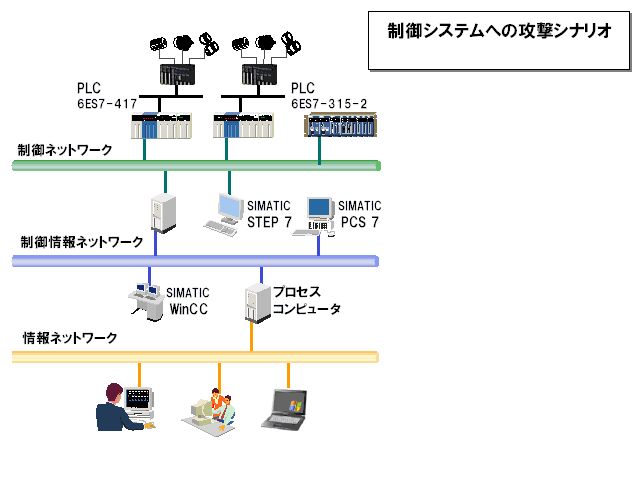 制御システムへの攻撃シナリオ
PLC
6ES7-417
PLC
6ES7-315-2
制御ネットワーク
SIMATIC
STEP 7
SIMATIC
PCS 7
制御情報ネットワーク
SIMATIC
WinCC
プロセス
コンピュータ
情報ネットワーク